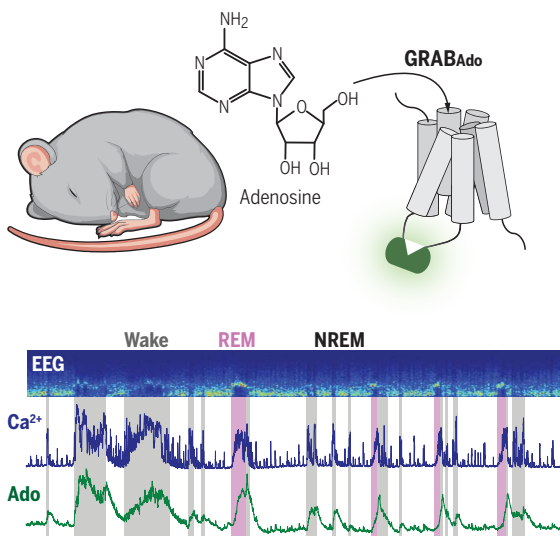 NH₂
N
N
N
N
GRABAdo
O
OH
OH
OH
Adenosine
Wake REM NREM
EEG
Ca²⁺
Ado